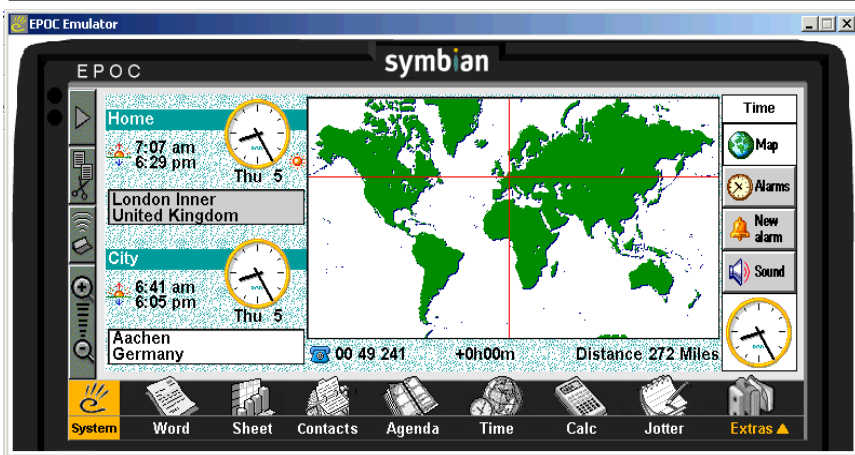 EPOC Emulator
symbian
EPOC
Home
7:07 am
6:29 pm
Thu 5
London Inner
United Kingdom
City
6:41 am
6:05 pm
Thu 5
Aachen
Germany
00 49 241
+0h00m
Distance 272 Miles
Time
Map
Alarms
New
alarm
Sound
System
Word
Sheet
Contacts
Agenda
Time
Calc
Jotter
Extras